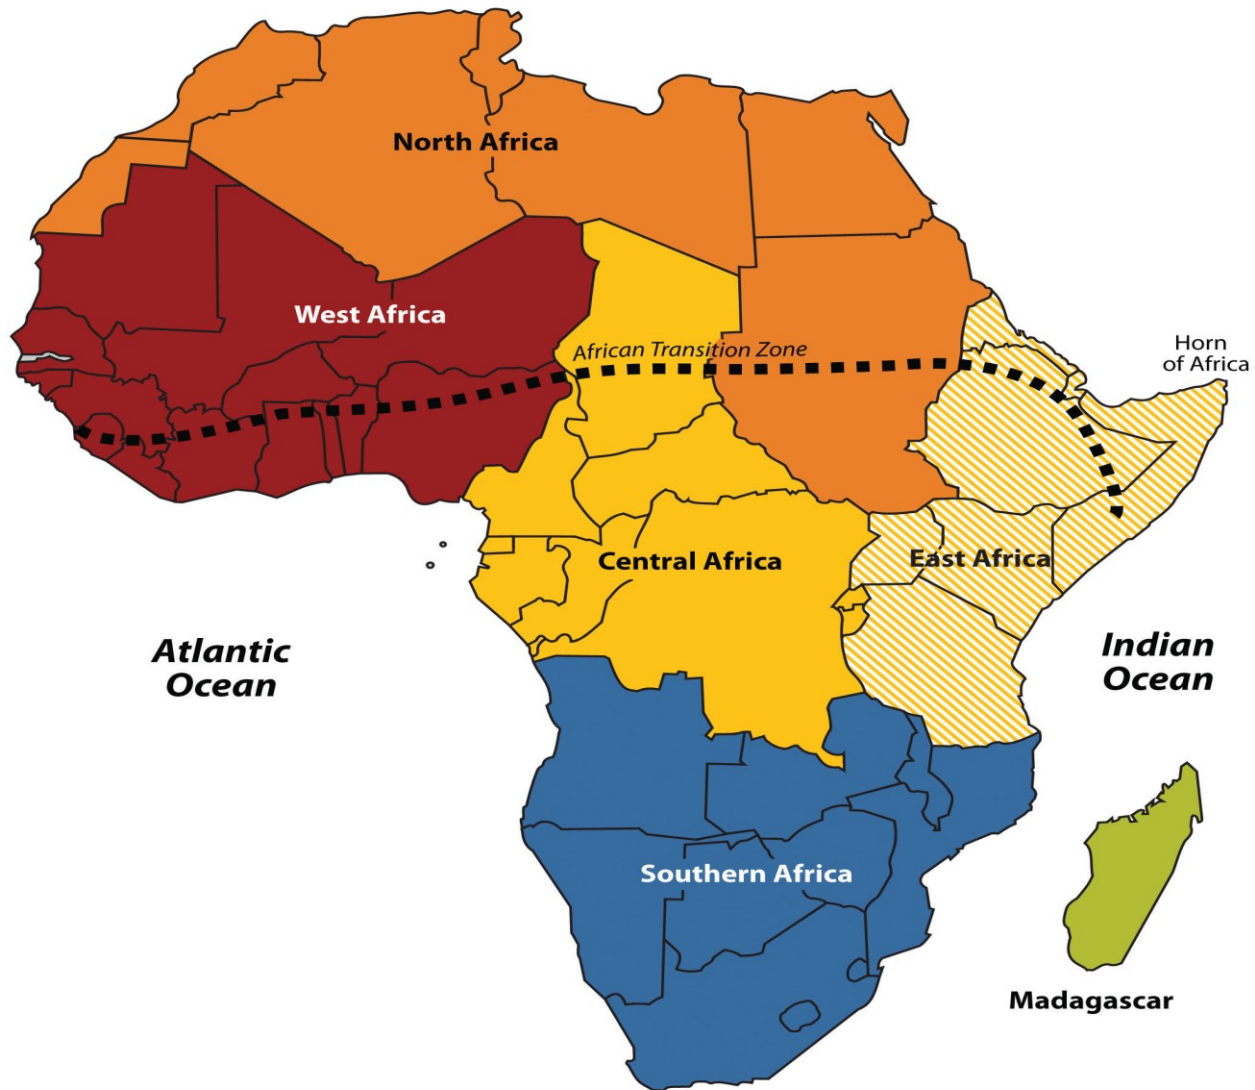 North Africa
West Africa
African Transition Zone
Horn
of Africa
Central Africa
East Africa
Atlantic
Ocean
Indian
Ocean
Southern Africa
Madagascar